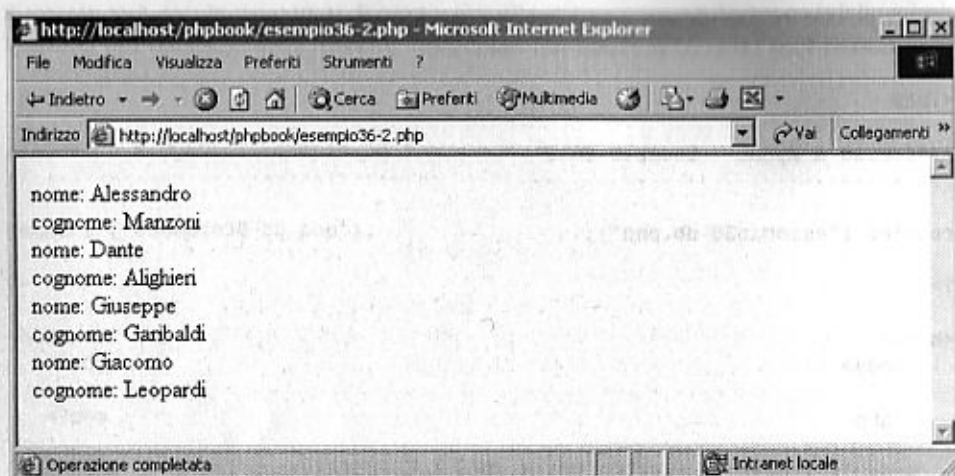 http://localhost/phpbook/esempio36-2.php - Microsoft Internet Explorer
File Modifica Visualizza Preferiti Strumenti ?
Indietro Cerca Preferiti Multimedia
Indirizzo http://localhost/phpbook/esempio36-2.php Vai Collegamenti »
nome: Alessandro
cognome: Manzoni
nome: Dante
cognome: Alighieri
nome: Giuseppe
cognome: Garibaldi
nome: Giacomo
cognome: Leopardi
Operazione completata Intranet locale